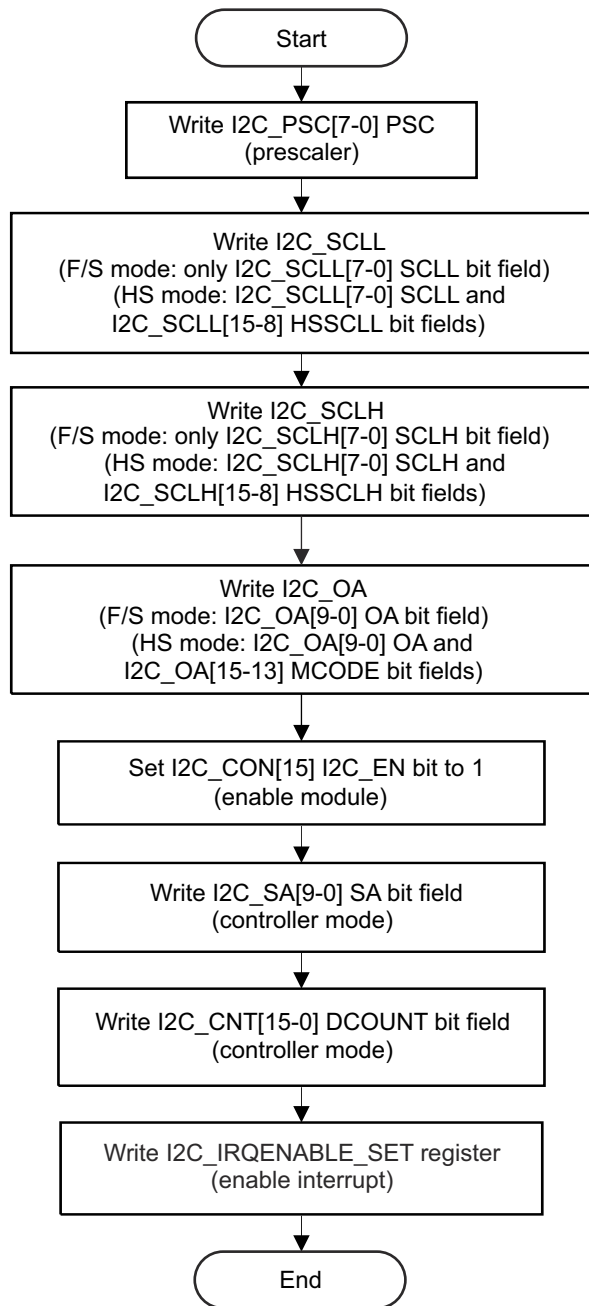 Start
Write I2C_PSC[7-0] PSC
(prescaler)
Write I2C_SCLL
(F/S mode: only I2C_SCLL[7-0] SCLL bit field)
(HS mode: I2C_SCLL[7-0] SCLL and
I2C_SCLL[15-8] HSSCLL bit fields)
Write I2C_SCLH
(F/S mode: only I2C_SCLH[7-0] SCLH bit field)
(HS mode: I2C_SCLH[7-0] SCLH and
I2C_SCLH[15-8] HSSCLH bit fields)
Write I2C_OA
(F/S mode: I2C_OA[9-0] OA bit field)
(HS mode: I2C_OA[9-0] OA and
I2C_OA[15-13] MCODE bit fields)
Set I2C_CON[15] I2C_EN bit to 1
(enable module)
Write I2C_SA[9-0] SA bit field
(controller mode)
Write I2C_CNT[15-0] DCOUNT bit field
(controller mode)
Write I2C_IRQENABLE_SET register
(enable interrupt)
End